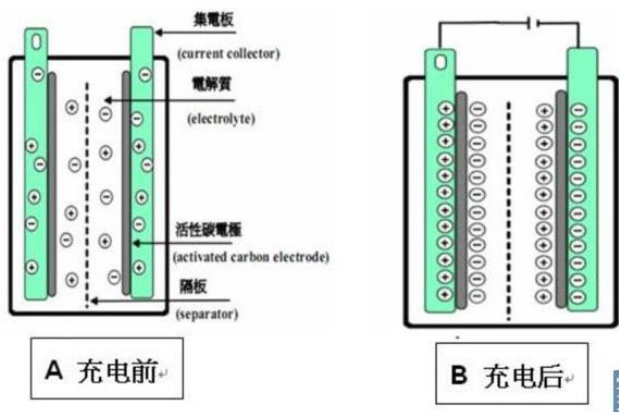 集電板
(current collector)
電解質
(electrolyte)
活性碳電極
(activated carbon electrode)
隔板
(separator)
A 充电前
B 充电后